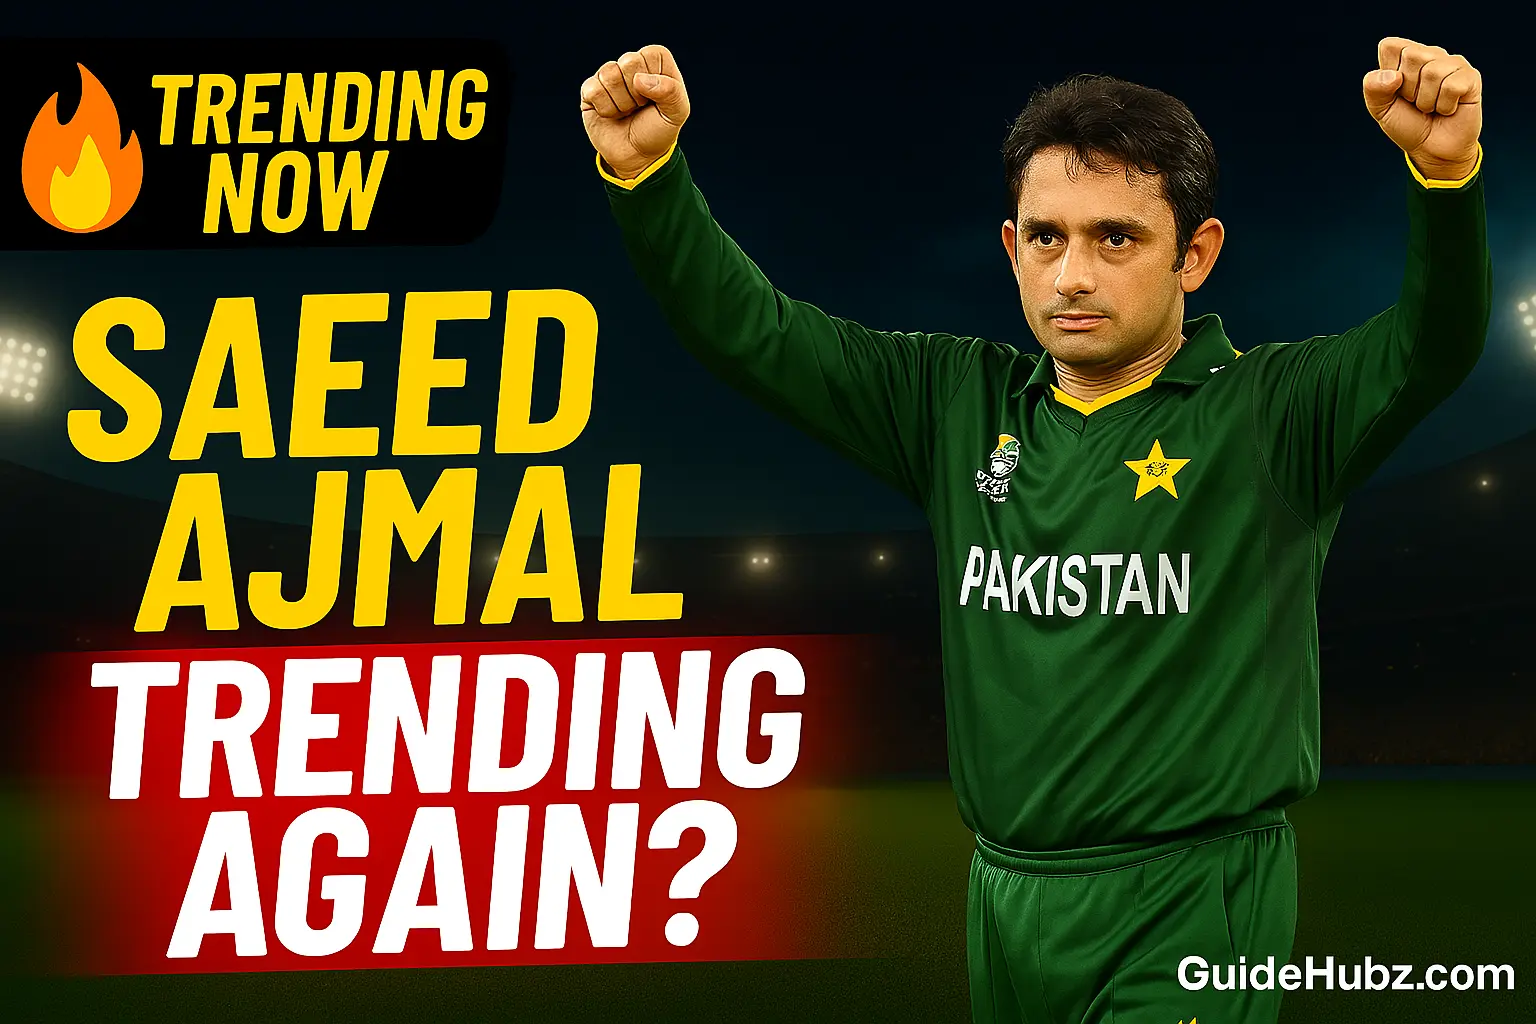 TRENDING
NOW
SAEED
AJMAL
TRENDING
AGAIN?
PAKISTAN
GuideHubz.com